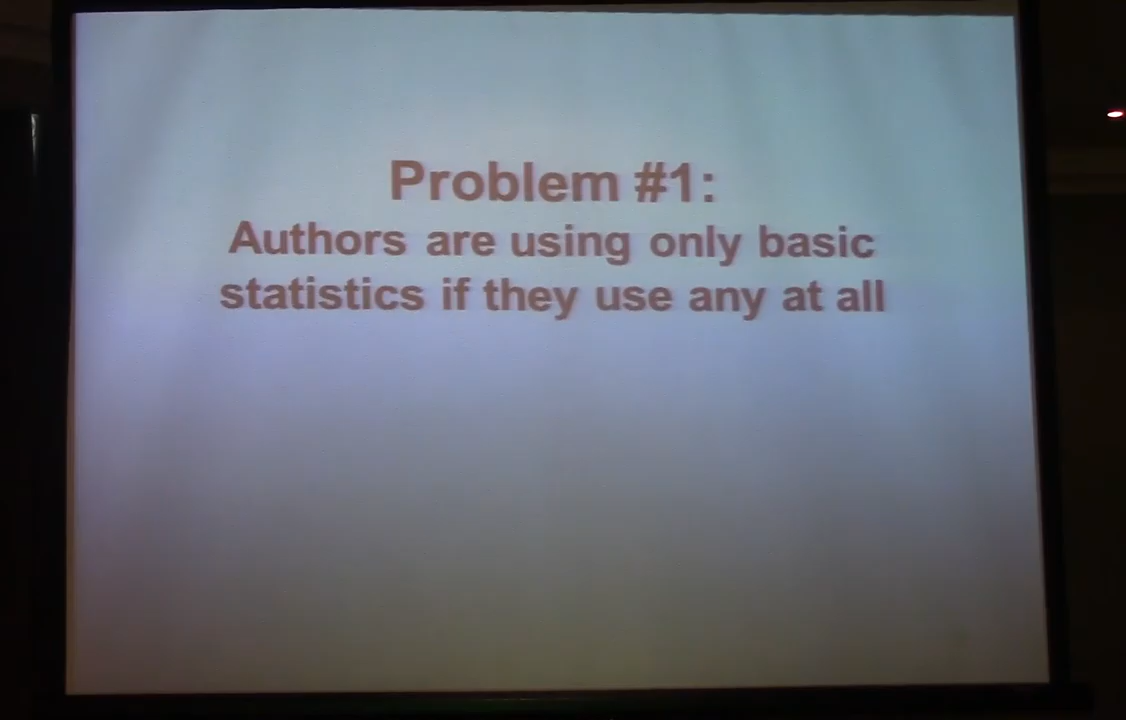 Problem #1:
Authors are using only basic
statistics if they use any at all